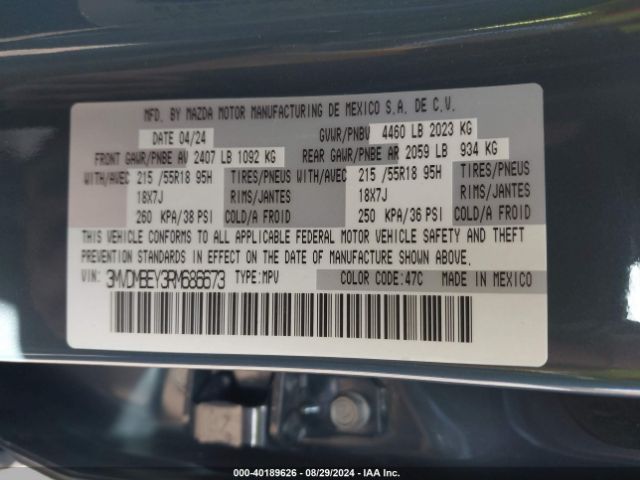 MFD. BY MAZDA MOTOR MANUFACTURING DE MEXICO S.A. DE C.V.
DATE 04/24 GVWR/PNBV 4460 LB 2023 KG
FRONT GAWR/PNBE AV 2407 LB 1092 KG REAR GAWR/PNBE AR 2059 LB 934 KG
WITH/AVEC 215 /55R18 95H TIRES/PNEUS WITH/AVEC 215 /55R18 95H TIRES/PNEUS
18X7J RIMS/JANTES 18X7J RIMS/JANTES
260 KPA/38 PSI COLD/A FROID 250 KPA/36 PSI COLD/A FROID
THIS VEHICLE CONFORMS TO ALL APPLICABLE FEDERAL MOTOR VEHICLE SAFETY AND THEFT
PREVENTION STANDARDS IN EFFECT ON THE DATE OF MANUFACTURE SHOWN ABOVE.
VIN: 3MVDMBEY3RM686673 TYPE:MPV COLOR CODE:47C MADE IN MEXICO
000-40189626 - 08/29/2024 - IAA Inc.